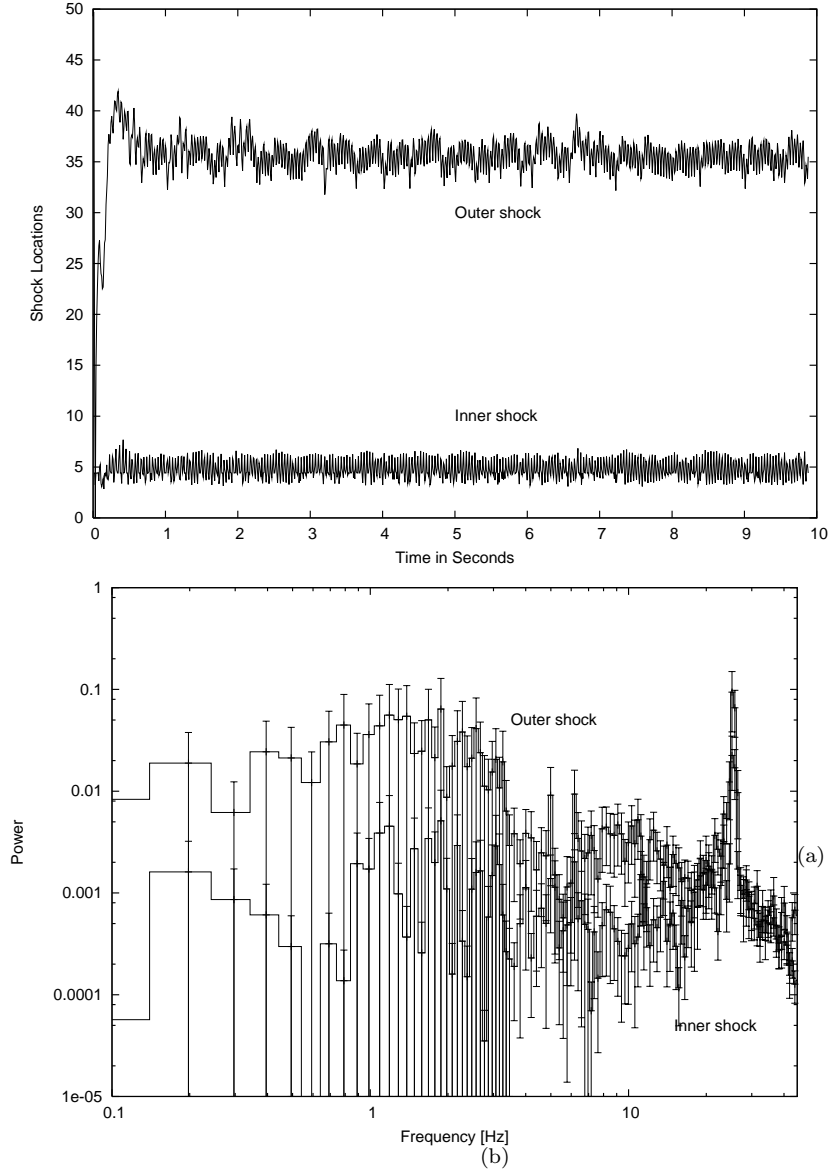 50
45
40
35
30
25
20
15
10
5
0
Shock Locations
Outer shock
Inner shock
0 1 2 3 4 5 6 7 8 9 10
Time in Seconds
1
0.1
0.01
0.001
0.0001
1e-05
Power
Outer shock
(a)
Inner shock
0.1 1 10
Frequency [Hz]
(b)